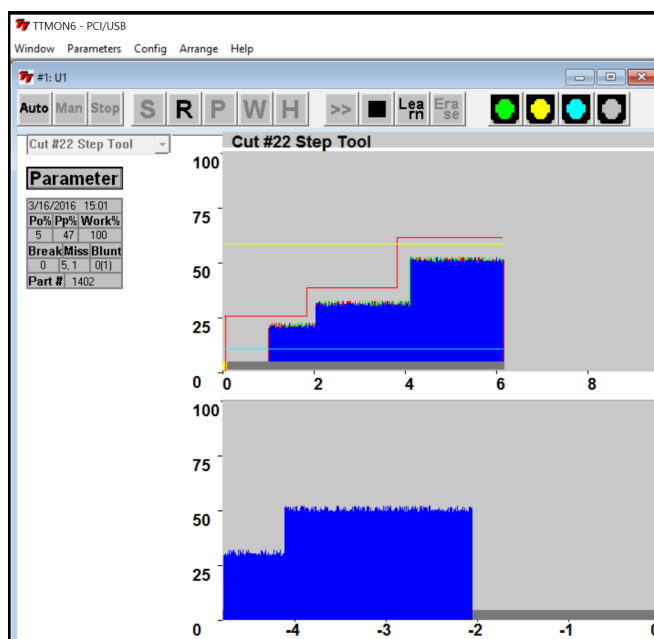 TTMON6 - PCI/USB
Window Parameters Config Arrange Help
#1: U1
Auto Man Stop S R P W H >> Lea rn Era se
Cut #22 Step Tool
Cut #22 Step Tool
Parameter
3/16/2016 15:01
Po% Pp% Work%
5 47 100
Break Miss Blunt
0 5, 1 0(1)
Part # 1402
100
75
50
25
0
0 2 4 6 8
100
75
50
25
0
-4 -3 -2 -1